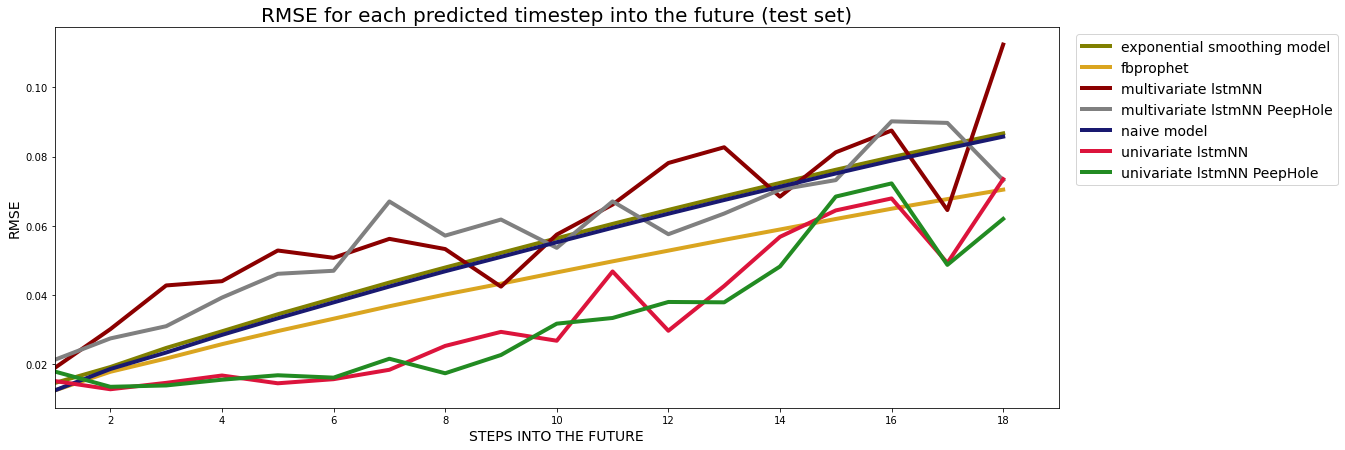 RMSE for each predicted timestep into the future (test set)
RMSE
0.10
0.08
0.06
0.04
0.02
2 4 6 8 10 12 14 16 18
STEPS INTO THE FUTURE
exponential smoothing model
fbprophet
multivariate lstmNN
multivariate lstmNN PeepHole
naive model
univariate lstmNN
univariate lstmNN PeepHole